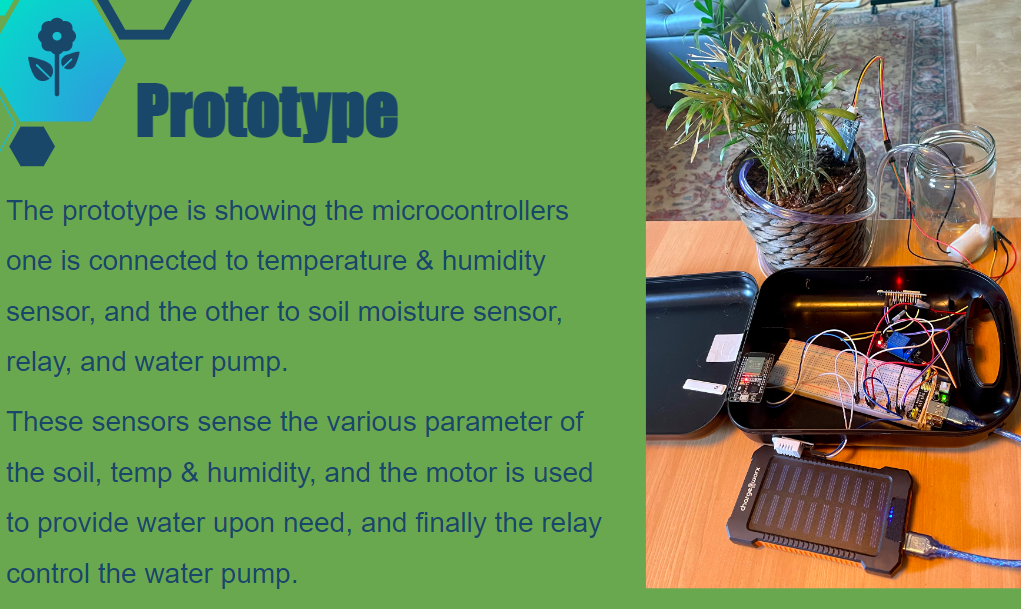 Prototype
The prototype is showing the microcontrollers
one is connected to temperature & humidity
sensor, and the other to soil moisture sensor,
relay, and water pump.
These sensors sense the various parameter of
the soil, temp & humidity, and the motor is used
to provide water upon need, and finally the relay
control the water pump.
chargeworx